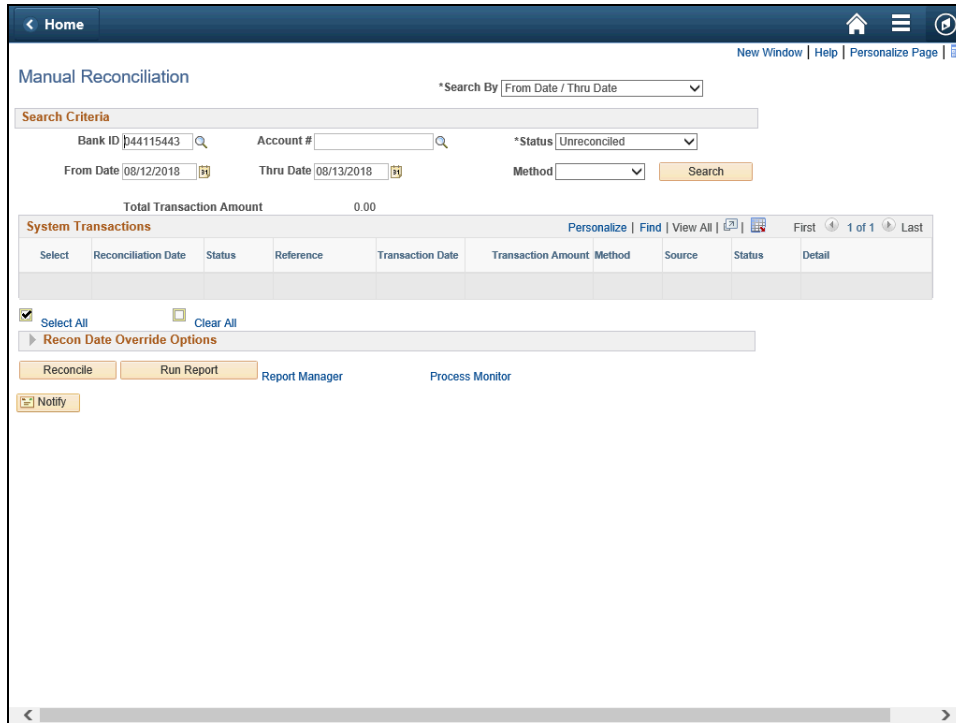 Home
New Window | Help | Personalize Page |
Manual Reconciliation
*Search By From Date / Thru Date
Search Criteria
Bank ID 044115443 Account # *Status Unreconciled
From Date 08/12/2018 31 Thru Date 08/13/2018 31 Method Search
Total Transaction Amount 0.00
System Transactions Personalize | Find | View All | | First 1 of 1 Last
Select Reconciliation Date Status Reference Transaction Date Transaction Amount Method Source Status Detail
Select All Clear All
Recon Date Override Options
Reconcile Run Report Report Manager Process Monitor
Notify